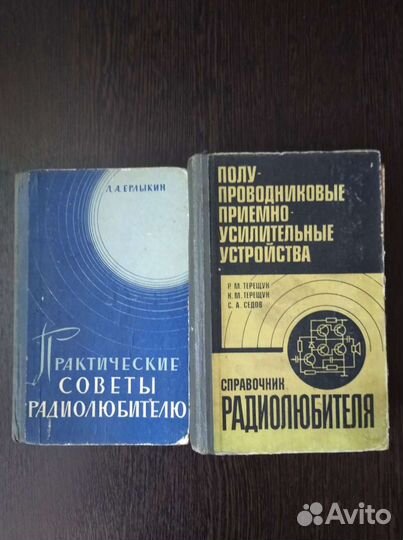 Л. А. ЕРЛЫКИН
ПРАКТИЧЕСКИЕ
СОВЕТЫ
РАДИОЛЮБИТЕЛЮ
ПОЛУ-
ПРОВОДНИКОВЫЕ
ПРИЕМНО-
УСИЛИТЕЛЬНЫЕ
УСТРОЙСТВА
Р. М. ТЕРЕЩУК
К. М. ТЕРЕЩУК
С. А. СЕДОВ
СПРАВОЧНИК
РАДИОЛЮБИТЕЛЯ
Avito